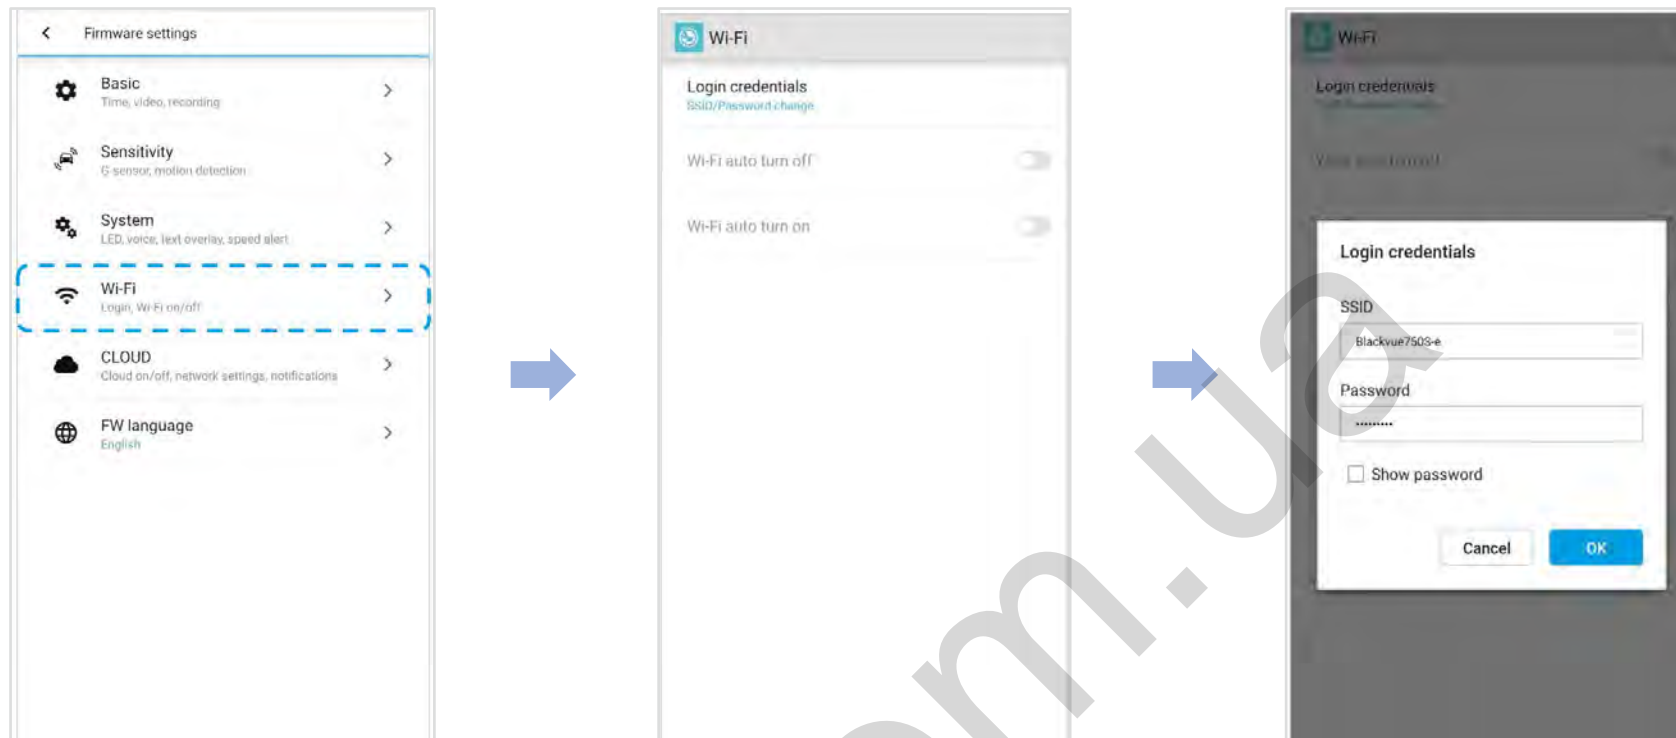 Firmware settings
Basic
Time, video, recording
Sensitivity
G sensor, motion detection
System
LED, voice, text overlay, speed alert
Wi-Fi
Login, Wi-Fi on/off
CLOUD
Cloud on/off, network settings, notifications
FW language
English
Wi-Fi
Login credentials
SSID/Password change
Wi-Fi auto turn off
Wi-Fi auto turn on
Wi-Fi
Login credentials
Login credentials
SSID
Blackvue750S-e
Password
•••••••••
Show password
Cancel
OK
om.ua